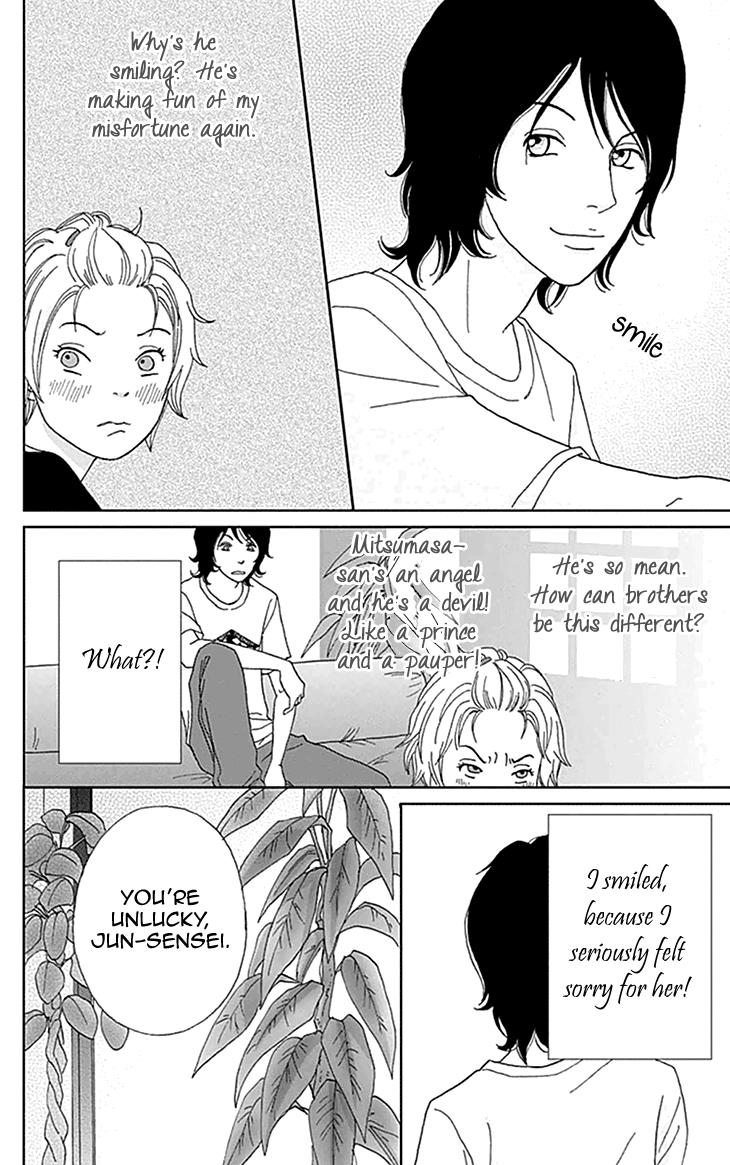 Why's he
smiling? He's
making fun of my
misfortune again.
smile
What?!
Mitsumasa-
san's an angel
and he's a devil!
Like a prince
and a pauper!
He's so mean.
How can brothers
be this different?
YOU'RE
UNLUCKY,
JUN-SENSEI.
I smiled,
because I
seriously felt
sorry for her!